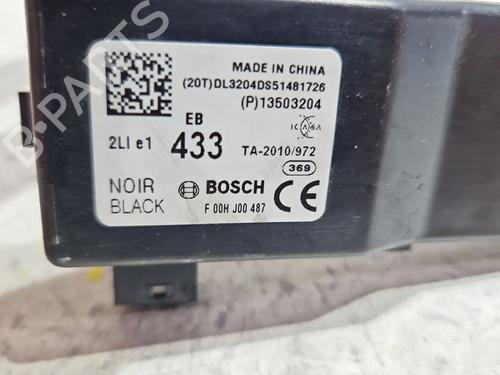 MADE IN CHINA
(20T)DL3204DS51481726
(P)13503204
EB
ICASA
2LI e1 433 TA-2010/972
369
NOIR
BLACK
BOSCH
F 00H J00 487
CE
B-PARTS